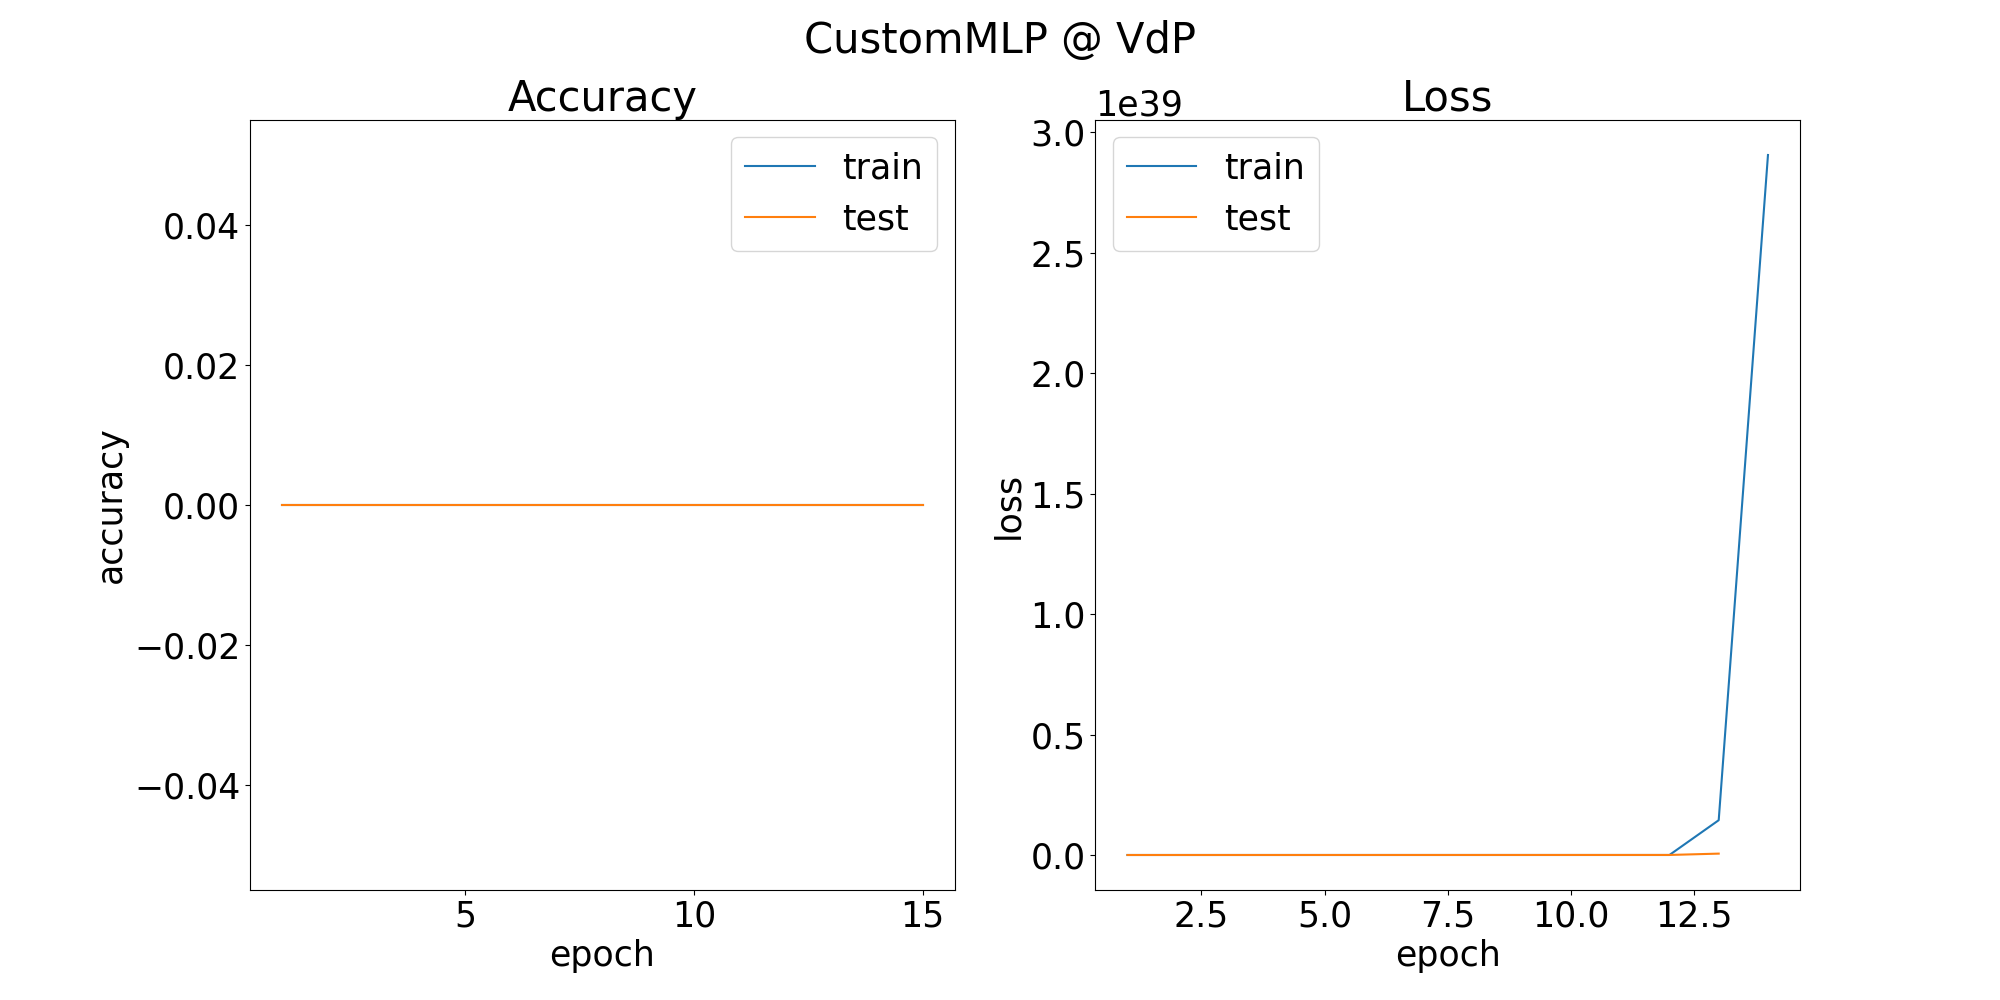 CustomMLP @ VdP
Accuracy
train
test
0.04
0.02
0.00
−0.02
−0.04
accuracy
5 10 15
epoch
Loss
1e39
train
test
3.0
2.5
2.0
1.5
1.0
0.5
0.0
loss
2.5 5.0 7.5 10.0 12.5
epoch